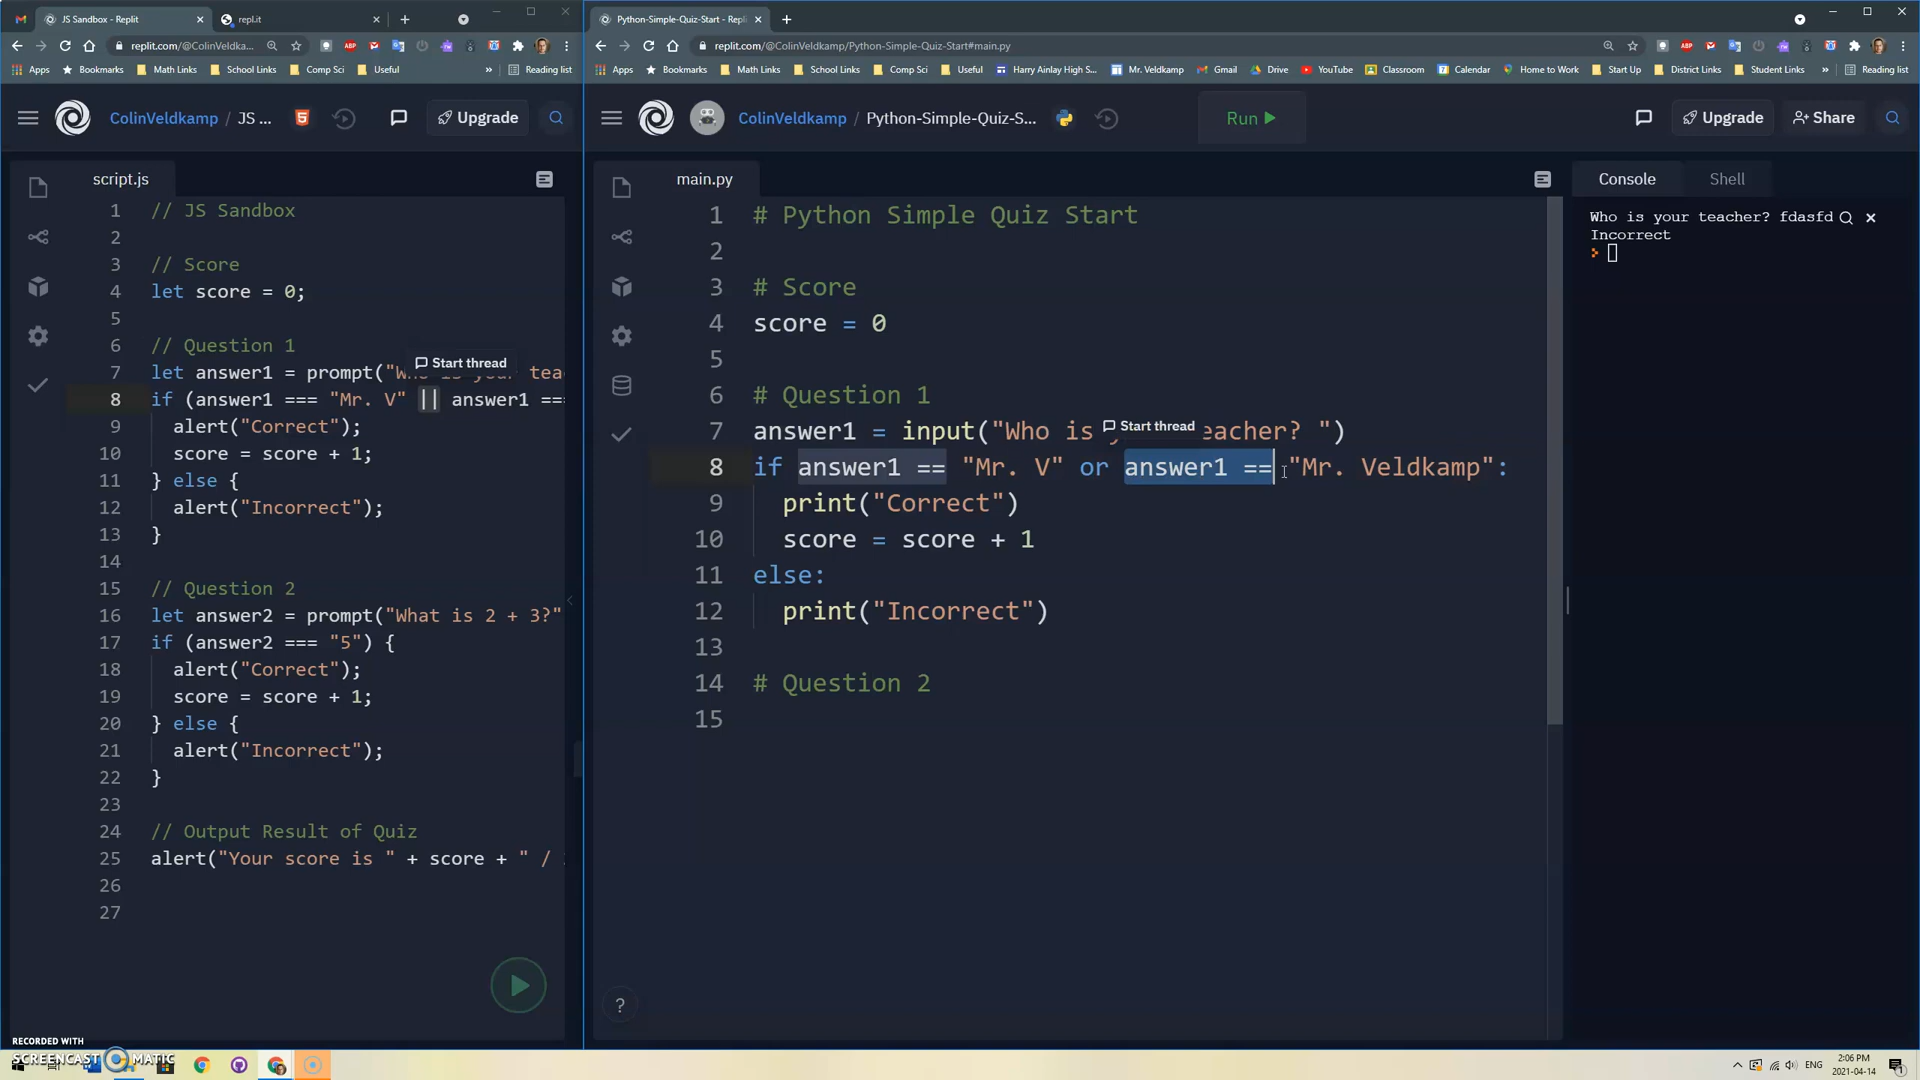 JS Sandbox - Replit
repl.it
Python-Simple-Quiz-Start - Repli
replit.com/@ColinVeldka...
replit.com/@ColinVeldkamp/Python-Simple-Quiz-Start#main.py
Apps Bookmarks Math Links School Links Comp Sci Useful » Reading list
Apps Bookmarks Math Links School Links Comp Sci Useful Harry Ainlay High S... Mr. Veldkamp Gmail Drive YouTube Classroom Calendar Home to Work Start Up District Links Student Links » Reading list
ColinVeldkamp / JS ... Upgrade
ColinVeldkamp / Python-Simple-Quiz-S... Run Upgrade Share
script.js
1 // JS Sandbox
2
3 // Score
4 let score = 0;
5
6 // Question 1
Start thread
7 let answer1 = prompt("Who is your tea
8 if (answer1 === "Mr. V" || answer1 ==
9 alert("Correct");
10 score = score + 1;
11 } else {
12 alert("Incorrect");
13 }
14
15 // Question 2
16 let answer2 = prompt("What is 2 + 3?"
17 if (answer2 === "5") {
18 alert("Correct");
19 score = score + 1;
20 } else {
21 alert("Incorrect");
22 }
23
24 // Output Result of Quiz
25 alert("Your score is " + score + " /
26
27
main.py
1 # Python Simple Quiz Start
2
3 # Score
4 score = 0
5
6 # Question 1
Start thread
7 answer1 = input("Who is eacher? ")
8 if answer1 == "Mr. V" or answer1 == "Mr. Veldkamp":
9 print("Correct")
10 score = score + 1
11 else:
12 print("Incorrect")
13
14 # Question 2
15
?
Console Shell
Who is your teacher? fdasfd
Incorrect
RECORDED WITH
SCREENCAST MATIC
ENG
2:06 PM
2021-04-14